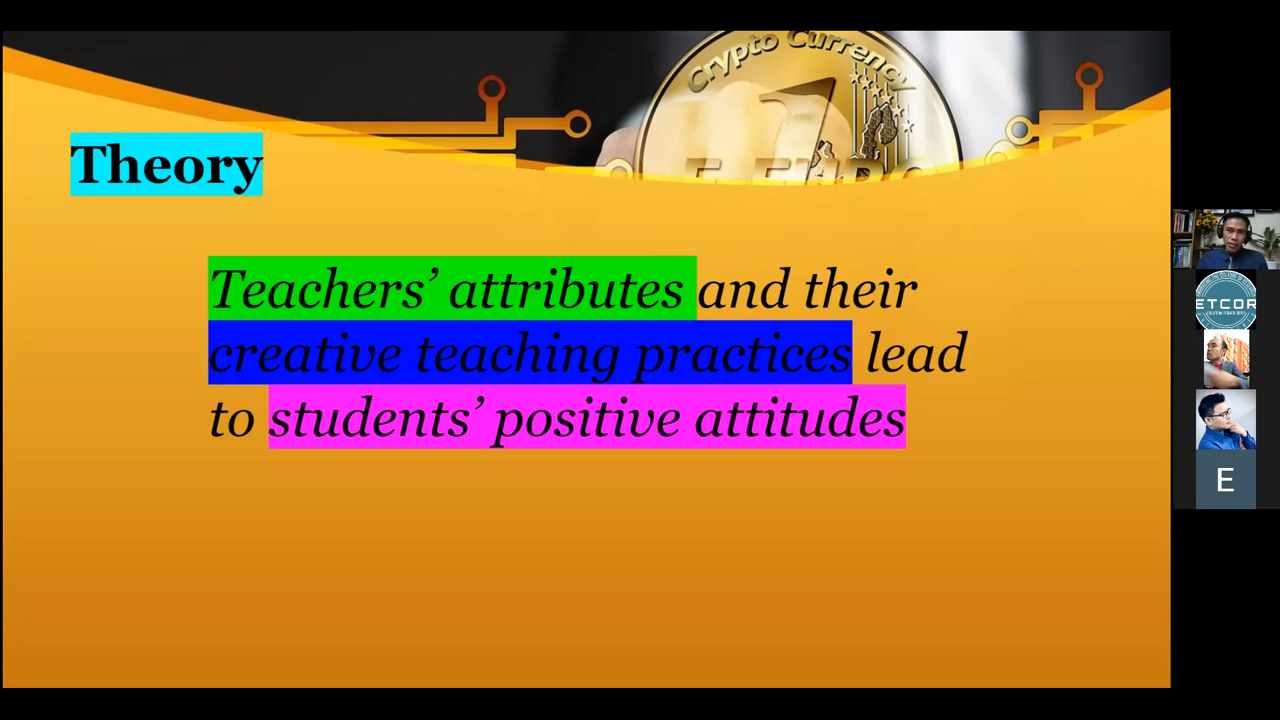 Crypto Currency
Theory
Teachers’ attributes and their
creative teaching practices lead
to students’ positive attitudes
ETCOR
E